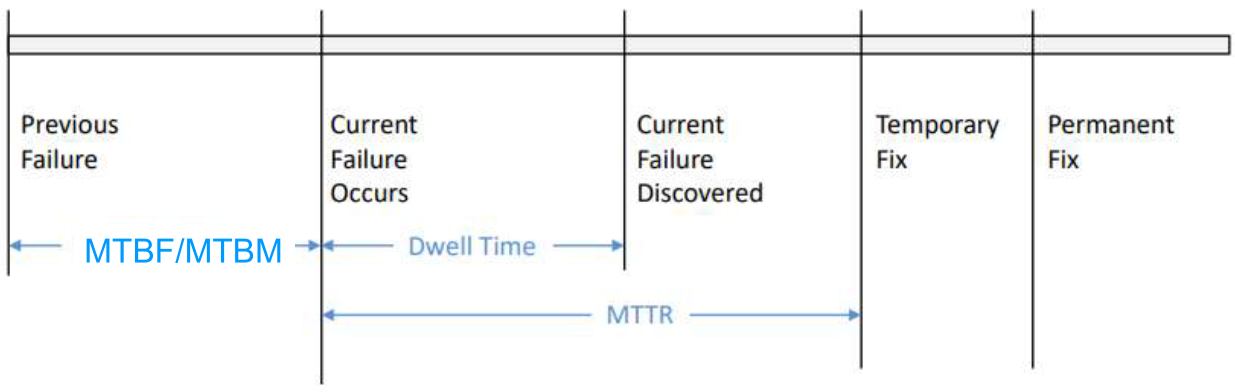 Previous
Failure
Current
Failure
Occurs
Current
Failure
Discovered
Temporary
Fix
Permanent
Fix
MTBF/MTBM
Dwell Time
MTTR